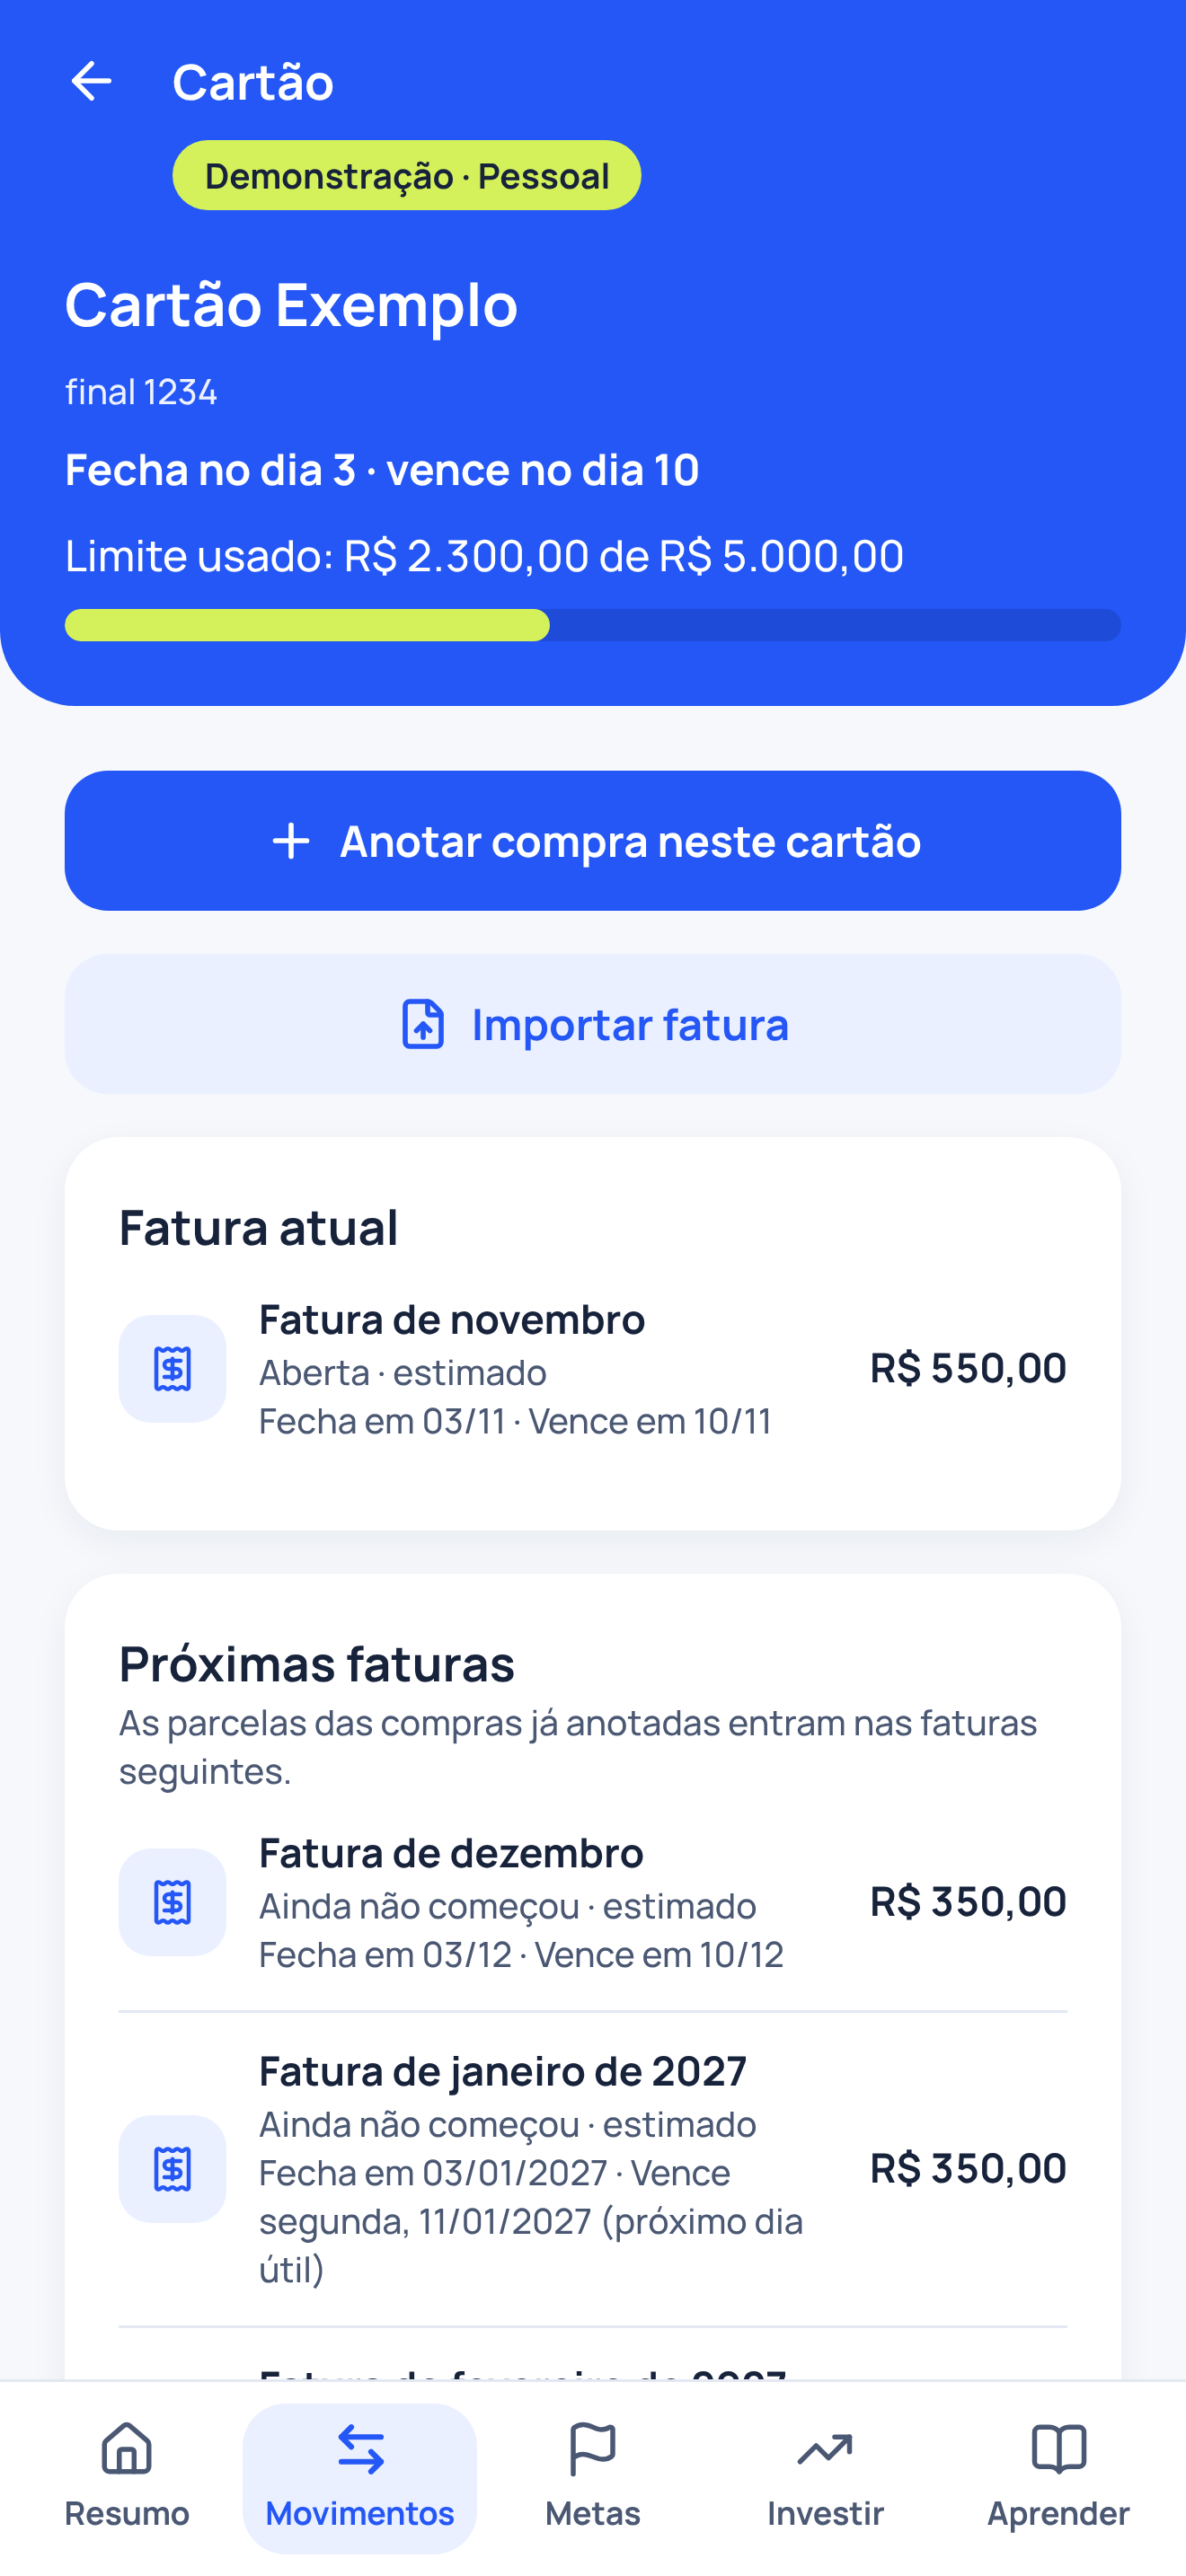 Cartão
Demonstração · Pessoal
Cartão Exemplo
final 1234
Fecha no dia 3 · vence no dia 10
Limite usado: R$ 2.300,00 de R$ 5.000,00
Anotar compra neste cartão
Importar fatura
Fatura atual
Fatura de novembro
Aberta · estimado
Fecha em 03/11 · Vence em 10/11
R$ 550,00
Próximas faturas
As parcelas das compras já anotadas entram nas faturas
seguintes.
Fatura de dezembro
Ainda não começou · estimado
Fecha em 03/12 · Vence em 10/12
R$ 350,00
Fatura de janeiro de 2027
Ainda não começou · estimado
Fecha em 03/01/2027 · Vence
segunda, 11/01/2027 (próximo dia
útil)
R$ 350,00
Fatura de fevereiro de 2027
Resumo
Movimentos
Metas
Investir
Aprender